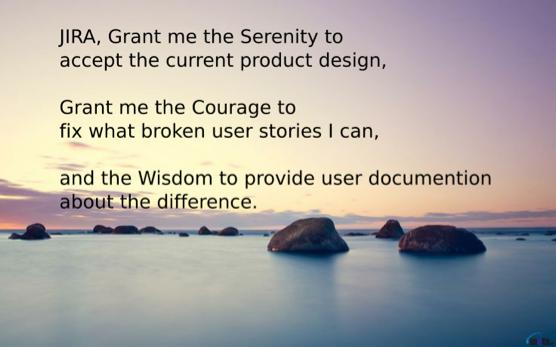 JIRA, Grant me the Serenity to
accept the current product design,
Grant me the Courage to
fix what broken user stories I can,
and the Wisdom to provide user documention
about the difference.